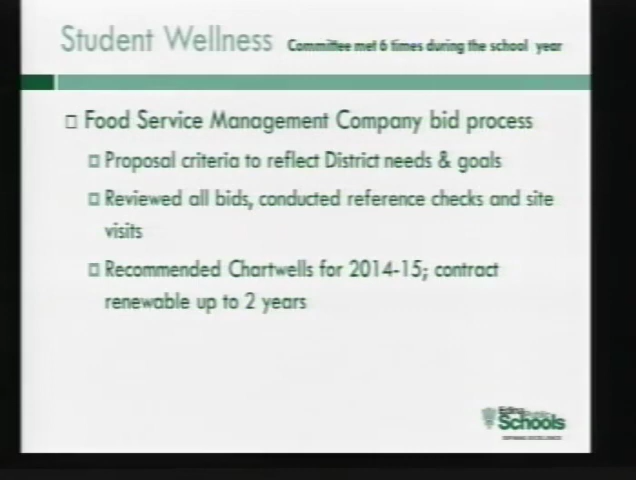 Student Wellness Committee met 6 times during the school year
Food Service Management Company bid process
Proposal criteria to reflect District needs & goals
Reviewed all bids, conducted reference checks and site
visits
Recommended Chartwells for 2014-15; contract
renewable up to 2 years
Schools